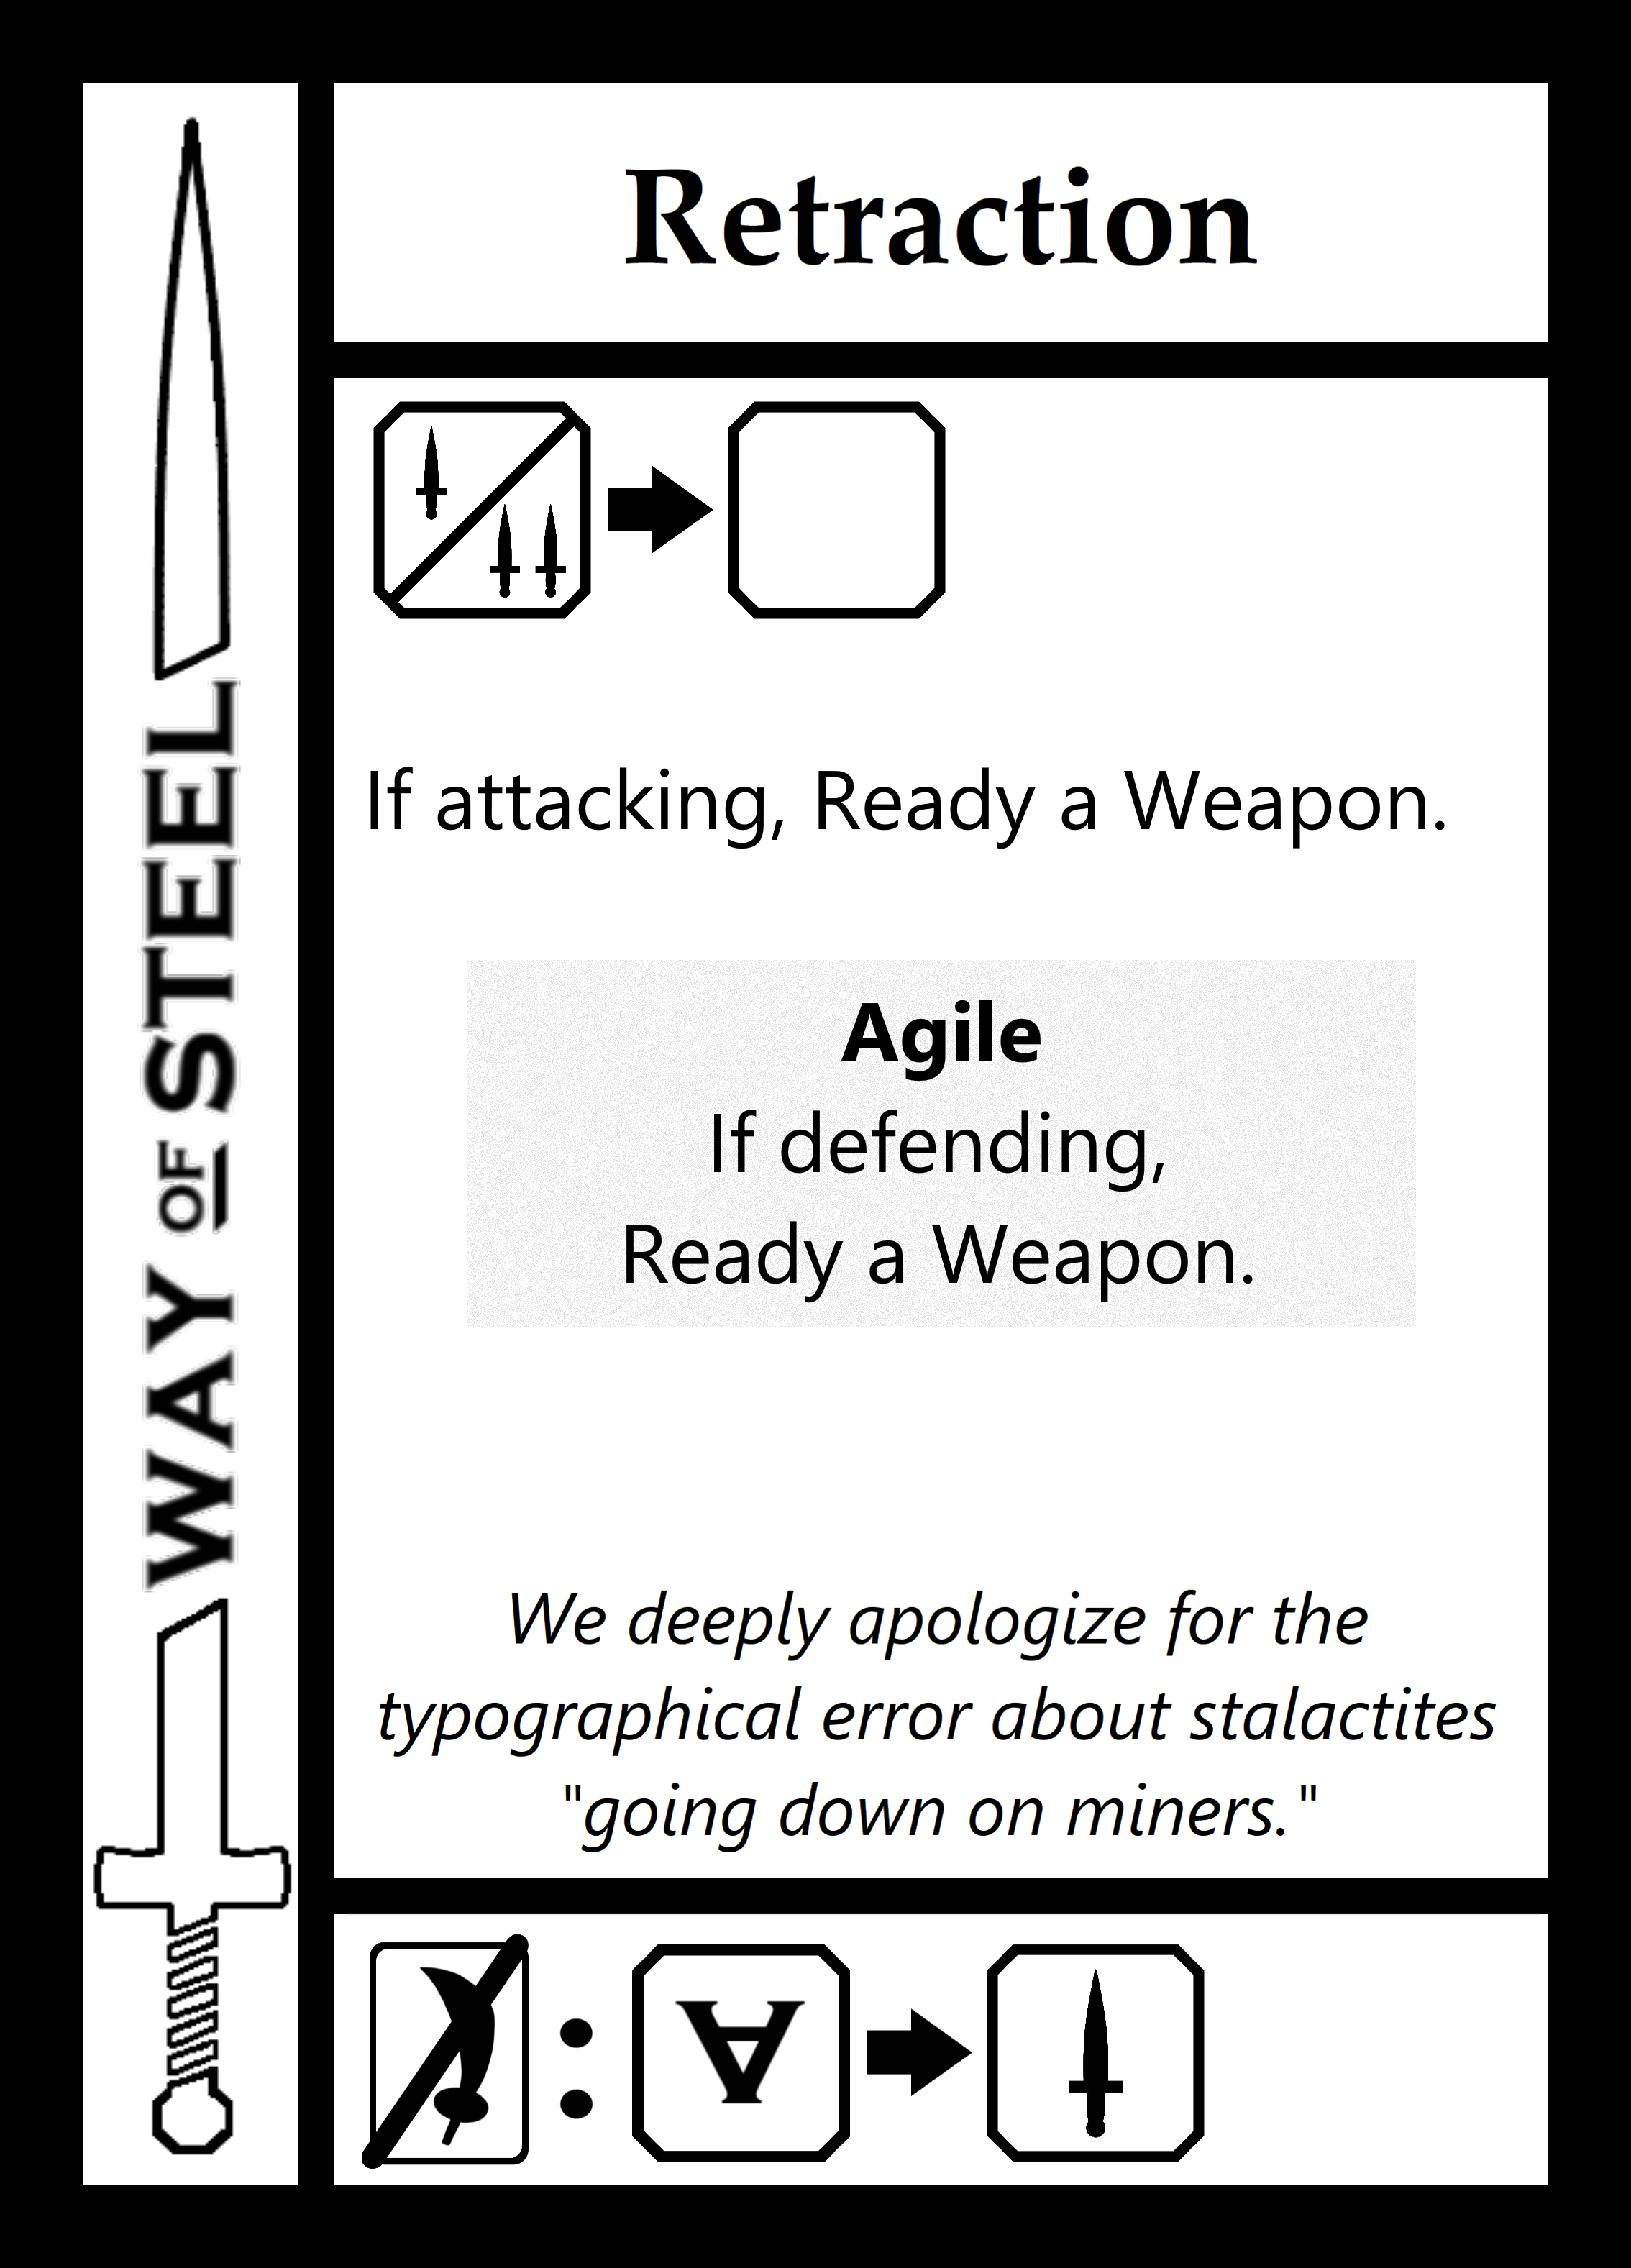 WAY OF STEEL
Retraction
If attacking, Ready a Weapon.
Agile
If defending,
Ready a Weapon.
We deeply apologize for the
typographical error about stalactites
"going down on miners."
:
∀